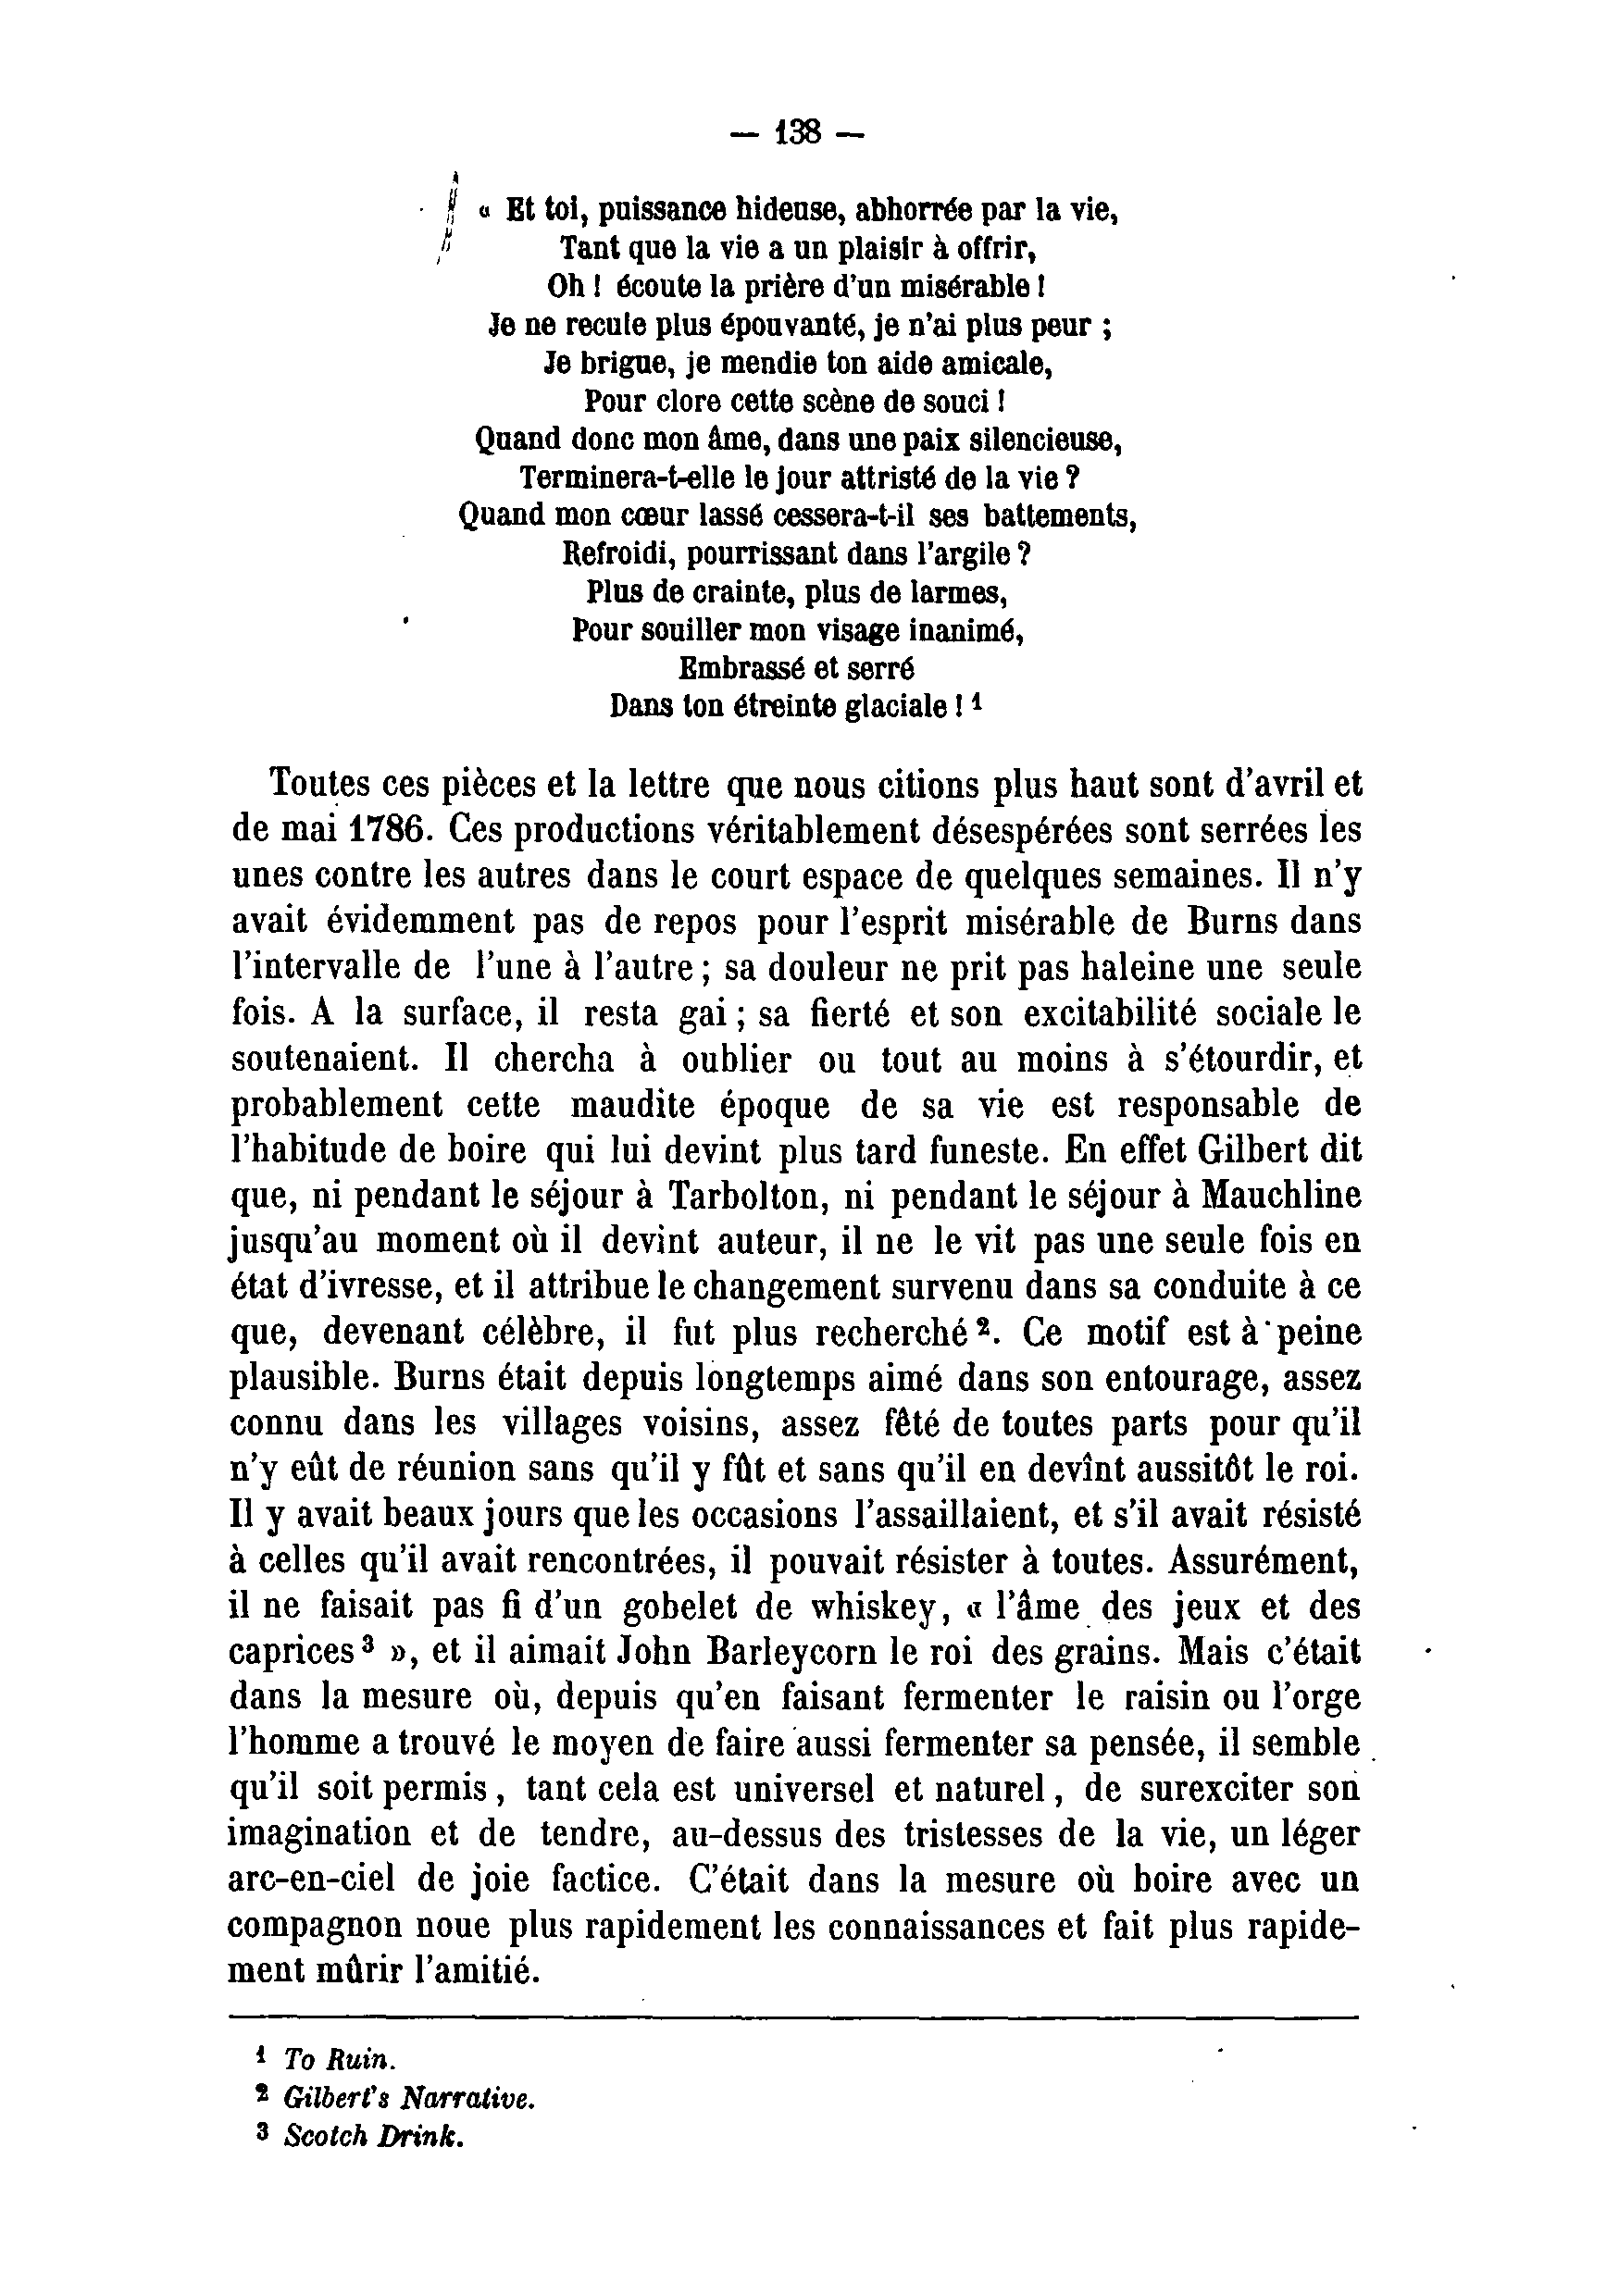 — 138 —
« Et toi, puissance hideuse, abhorrée par la vie,
Tant que la vie a un plaisir à offrir,
Oh ! écoute la prière d'un misérable !
Je ne recule plus épouvanté, je n'ai plus peur ;
Je brigue, je mendie ton aide amicale,
Pour clore cette scène de souci !
Quand donc mon âme, dans une paix silencieuse,
Terminera-t-elle le jour attristé de la vie ?
Quand mon cœur lassé cessera-t-il ses battements,
Refroidi, pourrissant dans l'argile ?
Plus de crainte, plus de larmes,
Pour souiller mon visage inanimé,
Embrassé et serré
Dans ton étreinte glaciale ! ¹
Toutes ces pièces et la lettre que nous citions plus haut sont d'avril et
de mai 1786. Ces productions véritablement désespérées sont serrées les
unes contre les autres dans le court espace de quelques semaines. Il n'y
avait évidemment pas de repos pour l'esprit misérable de Burns dans
l'intervalle de l'une à l'autre ; sa douleur ne prit pas haleine une seule
fois. A la surface, il resta gai ; sa fierté et son excitabilité sociale le
soutenaient. Il chercha à oublier ou tout au moins à s'étourdir, et
probablement cette maudite époque de sa vie est responsable de
l'habitude de boire qui lui devint plus tard funeste. En effet Gilbert dit
que, ni pendant le séjour à Tarbolton, ni pendant le séjour à Mauchline
jusqu'au moment où il devint auteur, il ne le vit pas une seule fois en
état d'ivresse, et il attribue le changement survenu dans sa conduite à ce
que, devenant célèbre, il fut plus recherché ². Ce motif est à peine
plausible. Burns était depuis longtemps aimé dans son entourage, assez
connu dans les villages voisins, assez fêté de toutes parts pour qu'il
n'y eût de réunion sans qu'il y fût et sans qu'il en devînt aussitôt le roi.
Il y avait beaux jours que les occasions l'assaillaient, et s'il avait résisté
à celles qu'il avait rencontrées, il pouvait résister à toutes. Assurément,
il ne faisait pas fi d'un gobelet de whiskey, « l'âme des jeux et des
caprices ³ », et il aimait John Barleycorn le roi des grains. Mais c'était
dans la mesure où, depuis qu'en faisant fermenter le raisin ou l'orge
l'homme a trouvé le moyen de faire aussi fermenter sa pensée, il semble
qu'il soit permis, tant cela est universel et naturel, de surexciter son
imagination et de tendre, au-dessus des tristesses de la vie, un léger
arc-en-ciel de joie factice. C'était dans la mesure où boire avec un
compagnon noue plus rapidement les connaissances et fait plus rapide-
ment mûrir l'amitié.
¹ To Ruin.
² Gilbert's Narrative.
³ Scotch Drink.